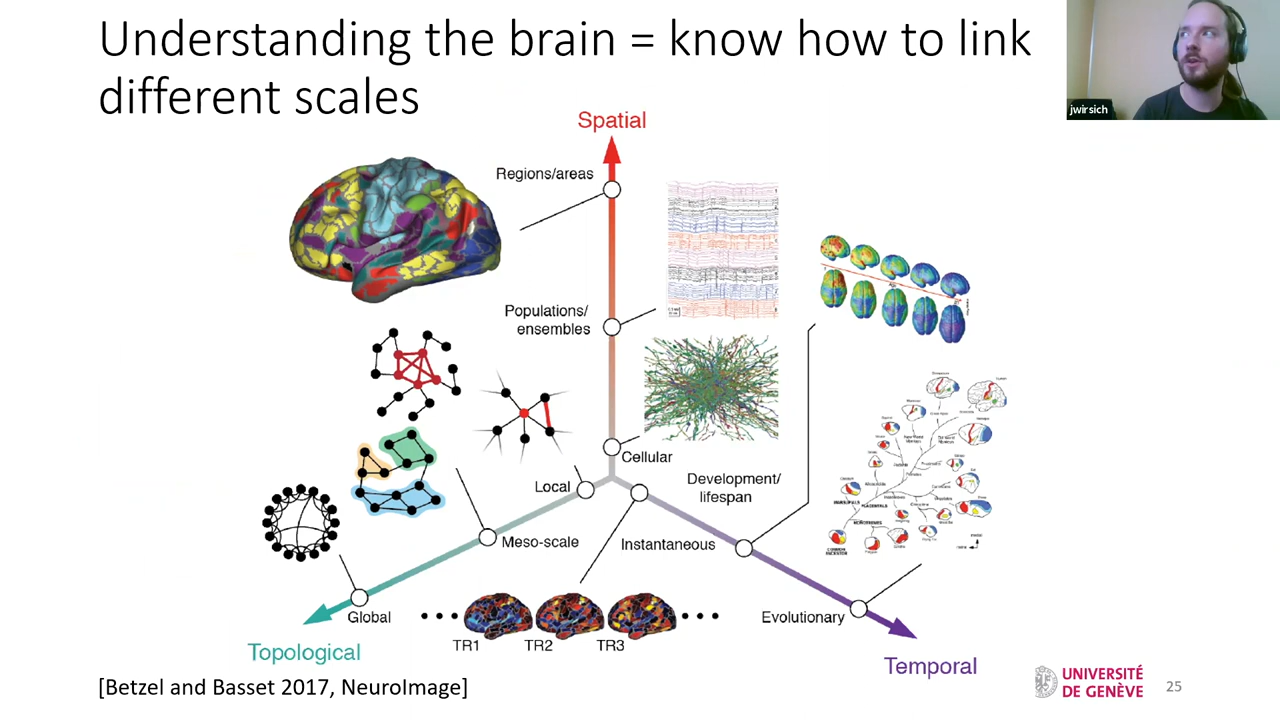 Understanding the brain = know how to link
different scales
jwirsich
Spatial
Regions/areas
Populations/
ensembles
Cellular
Local
Development/
lifespan
Meso-scale
Instantaneous
Global
TR1
TR2
TR3
Evolutionary
Topological
Temporal
[Betzel and Basset 2017, NeuroImage]
UNIVERSITÉ
DE GENÈVE
25